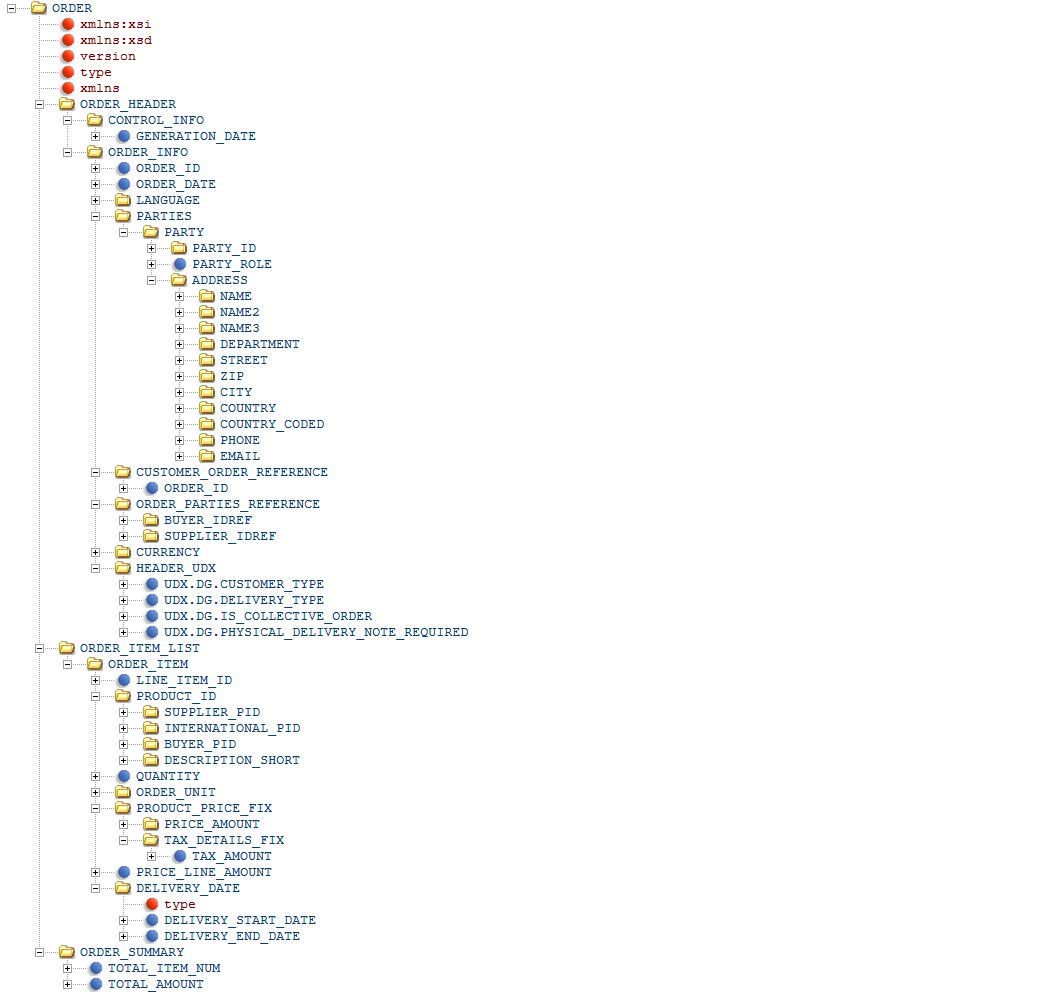 ORDER
xmlns:xsi
xmlns:xsd
version
type
xmlns
ORDER_HEADER
CONTROL_INFO
GENERATION_DATE
ORDER_INFO
ORDER_ID
ORDER_DATE
LANGUAGE
PARTIES
PARTY
PARTY_ID
PARTY_ROLE
ADDRESS
NAME
NAME2
NAME3
DEPARTMENT
STREET
ZIP
CITY
COUNTRY
COUNTRY_CODED
PHONE
EMAIL
CUSTOMER_ORDER_REFERENCE
ORDER_ID
ORDER_PARTIES_REFERENCE
BUYER_IDREF
SUPPLIER_IDREF
CURRENCY
HEADER_UDX
UDX.DG.CUSTOMER_TYPE
UDX.DG.DELIVERY_TYPE
UDX.DG.IS_COLLECTIVE_ORDER
UDX.DG.PHYSICAL_DELIVERY_NOTE_REQUIRED
ORDER_ITEM_LIST
ORDER_ITEM
LINE_ITEM_ID
PRODUCT_ID
SUPPLIER_PID
INTERNATIONAL_PID
BUYER_PID
DESCRIPTION_SHORT
QUANTITY
ORDER_UNIT
PRODUCT_PRICE_FIX
PRICE_AMOUNT
TAX_DETAILS_FIX
TAX_AMOUNT
PRICE_LINE_AMOUNT
DELIVERY_DATE
type
DELIVERY_START_DATE
DELIVERY_END_DATE
ORDER_SUMMARY
TOTAL_ITEM_NUM
TOTAL_AMOUNT